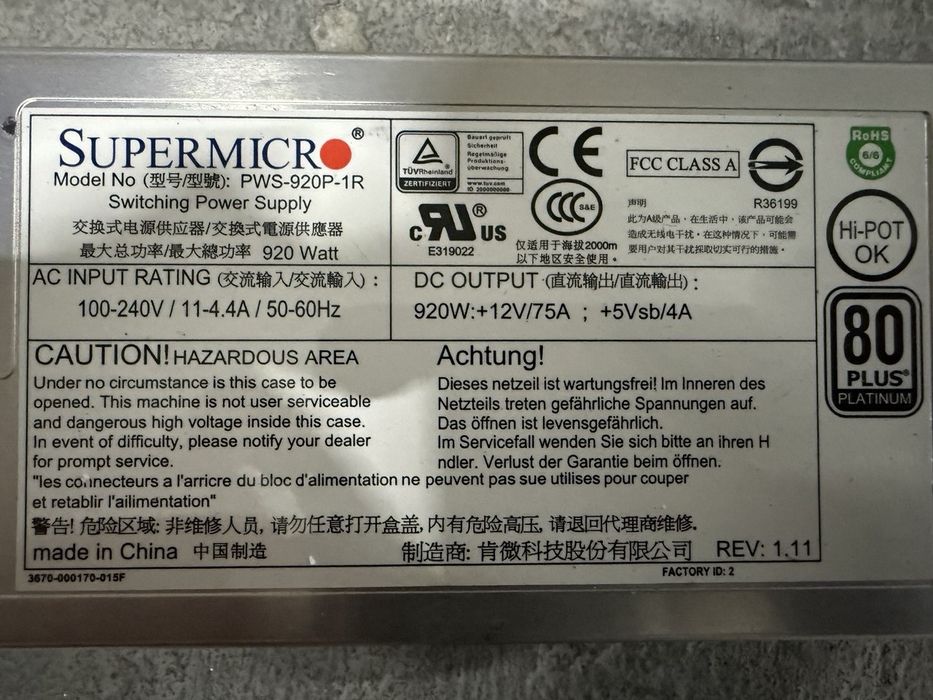 SUPERMICRO®
Model No (型号/型號): PWS-920P-1R
Switching Power Supply
交换式电源供应器/交換式電源供應器
最大总功率/最大總功率 920 Watt
TÜVRheinland
ZERTIFIZIERT
Bauart geprüft
Sicherheit
Regelmäßige
Produktions-
überwachung
www.tuv.com
ID 2000000000
CE
FCC CLASS A
R36199
c RU® US
E319022
CCC S&E
仅适用于海拔2000m
以下地区安全使用。
声明
此为A级产品，在生活中，该产品可能会
造成无线电干扰。在这种情况下，可能需
要用户对其干扰采取切实可行的措施。
RoHS
6/6
COMPLIANT
Hi-POT
OK
80
PLUS®
PLATINUM
AC INPUT RATING (交流输入/交流輸入) :
100-240V / 11-4.4A / 50-60Hz
DC OUTPUT (直流输出/直流輸出) :
920W:+12V/75A ; +5Vsb/4A
CAUTION! HAZARDOUS AREA
Under no circumstance is this case to be
opened. This machine is not user serviceable
and dangerous high voltage inside this case.
In event of difficulty, please notify your dealer
for prompt service.
Achtung!
Dieses netzeil ist wartungsfrei! Im Inneren des
Netzteils treten gefährliche Spannungen auf.
Das öffnen ist levensgefährlich.
Im Servicefall wenden Sie sich bitte an ihren H
ndler. Verlust der Garantie beim öffnen.
"les connecteurs a l'arricre du bloc d'alimentation ne peuvent pas sue utilises pour couper
et retablir l'ailimentation"
警告! 危险区域: 非维修人员, 请勿任意打开盒盖, 内有危险高压, 请退回代理商维修.
made in China 中国制造
制造商: 肯微科技股份有限公司 REV: 1.11
3670-000170-015F
FACTORY ID: 2